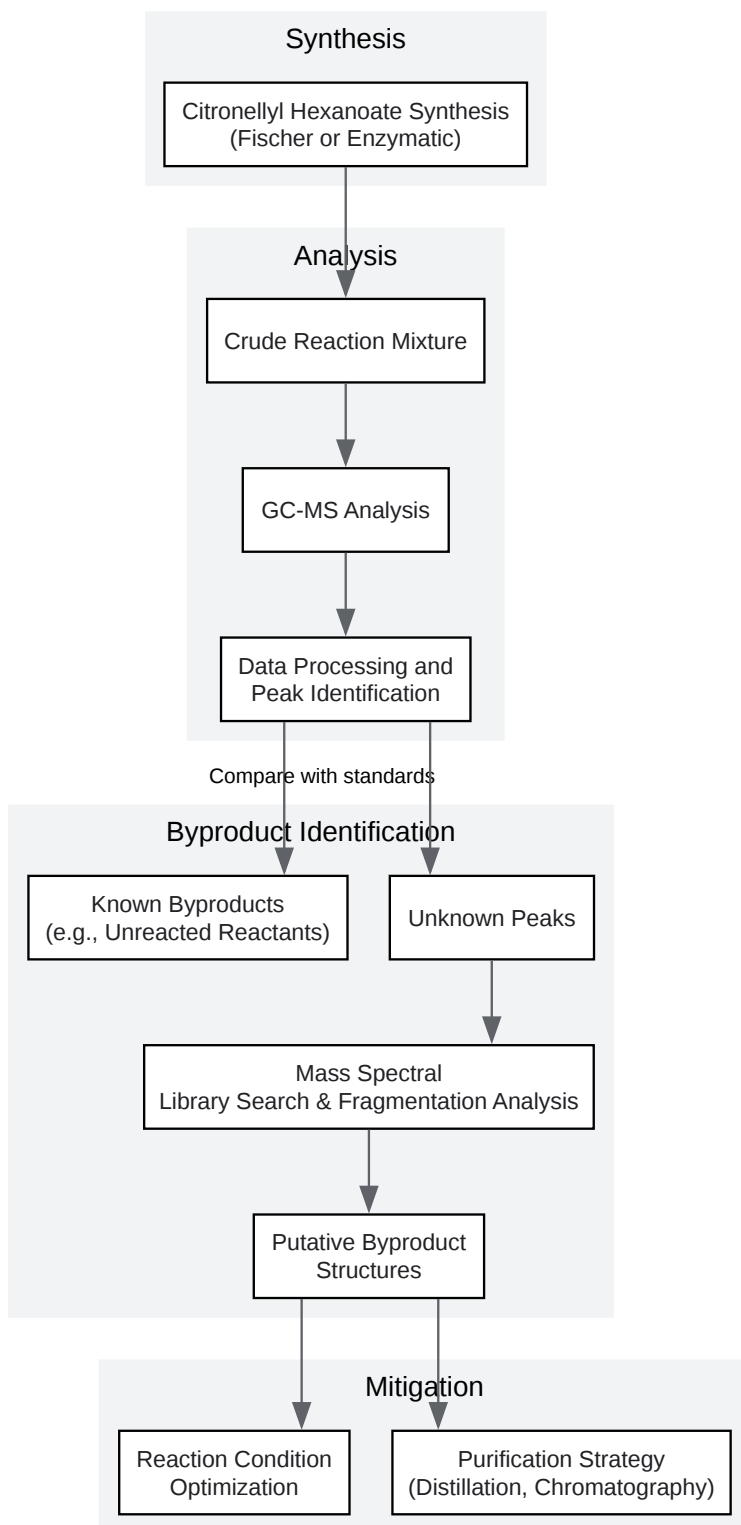 Synthesis
Citronellyl Hexanoate Synthesis
(Fischer or Enzymatic)
Analysis
Crude Reaction Mixture
GC-MS Analysis
Data Processing and
Peak Identification
Compare with standards
Byproduct Identification
Known Byproducts
(e.g., Unreacted Reactants)
Unknown Peaks
Mass Spectral
Library Search & Fragmentation Analysis
Putative Byproduct
Structures
Mitigation
Reaction Condition
Optimization
Purification Strategy
(Distillation, Chromatography)